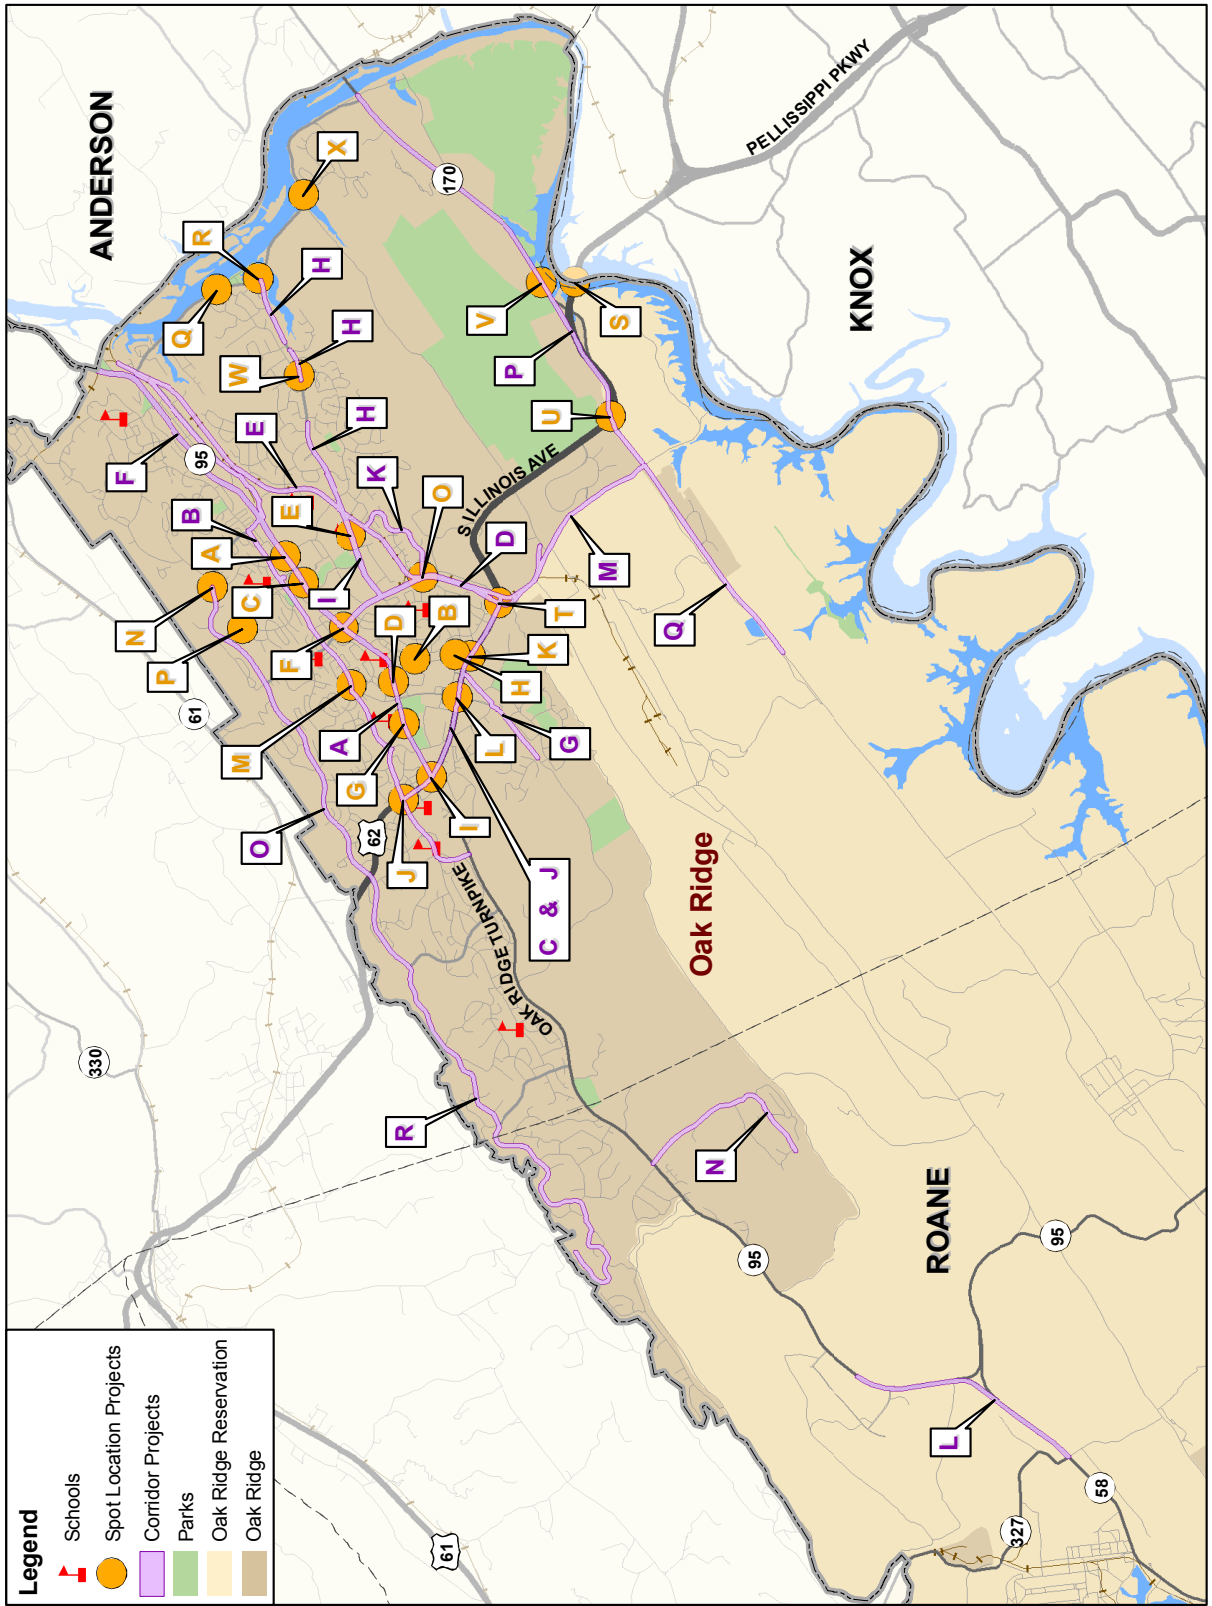 Legend
Schools
Spot Location Projects
Corridor Projects
Parks
Oak Ridge Reservation
Oak Ridge
ANDERSON
KNOX
ROANE
Oak Ridge
PELLISSIPPI PKWY
S ILLINOIS AVE
OAK RIDGE TURNPIKE
61
330
61
62
95
170
95
95
58
327
R
O
N
L
C & J
A
G
M
Q
D
I
K
B
E
F
H
H
H
P
J
I
G
M
L
H
K
D
B
F
P
N
C
A
E
O
T
U
V
S
W
Q
R
X